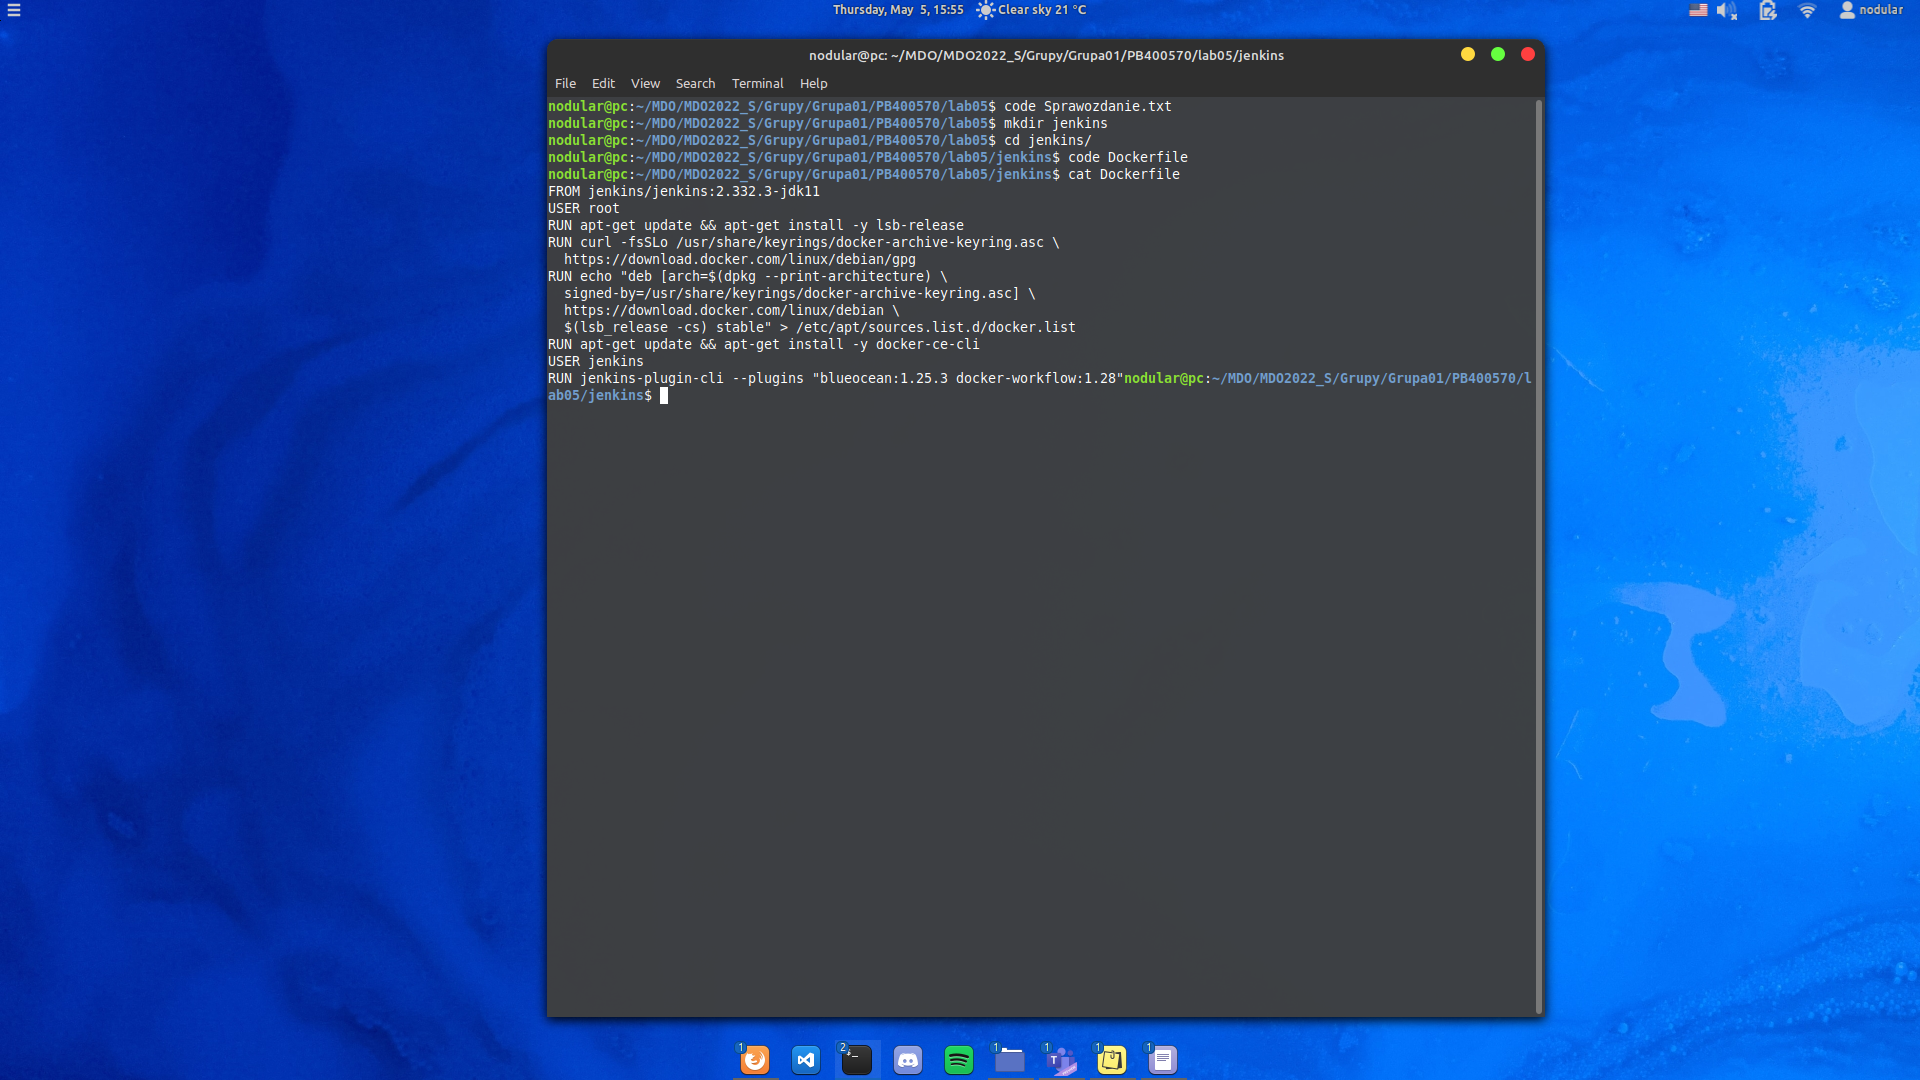 Thursday, May  5, 15:55 Clear sky 21 °C
nodular
nodular@pc: ~/MDO/MDO2022_S/Grupy/Grupa01/PB400570/lab05/jenkins
File Edit View Search Terminal Help
nodular@pc:~/MDO/MDO2022_S/Grupy/Grupa01/PB400570/lab05$ code Sprawozdanie.txt
nodular@pc:~/MDO/MDO2022_S/Grupy/Grupa01/PB400570/lab05$ mkdir jenkins
nodular@pc:~/MDO/MDO2022_S/Grupy/Grupa01/PB400570/lab05$ cd jenkins/
nodular@pc:~/MDO/MDO2022_S/Grupy/Grupa01/PB400570/lab05/jenkins$ code Dockerfile
nodular@pc:~/MDO/MDO2022_S/Grupy/Grupa01/PB400570/lab05/jenkins$ cat Dockerfile
FROM jenkins/jenkins:2.332.3-jdk11
USER root
RUN apt-get update && apt-get install -y lsb-release
RUN curl -fsSLo /usr/share/keyrings/docker-archive-keyring.asc \
  https://download.docker.com/linux/debian/gpg
RUN echo "deb [arch=$(dpkg --print-architecture) \
  signed-by=/usr/share/keyrings/docker-archive-keyring.asc] \
  https://download.docker.com/linux/debian \
  $(lsb_release -cs) stable" > /etc/apt/sources.list.d/docker.list
RUN apt-get update && apt-get install -y docker-ce-cli
USER jenkins
RUN jenkins-plugin-cli --plugins "blueocean:1.25.3 docker-workflow:1.28"nodular@pc:~/MDO/MDO2022_S/Grupy/Grupa01/PB400570/l
ab05/jenkins$
1 2 1 1 1 1